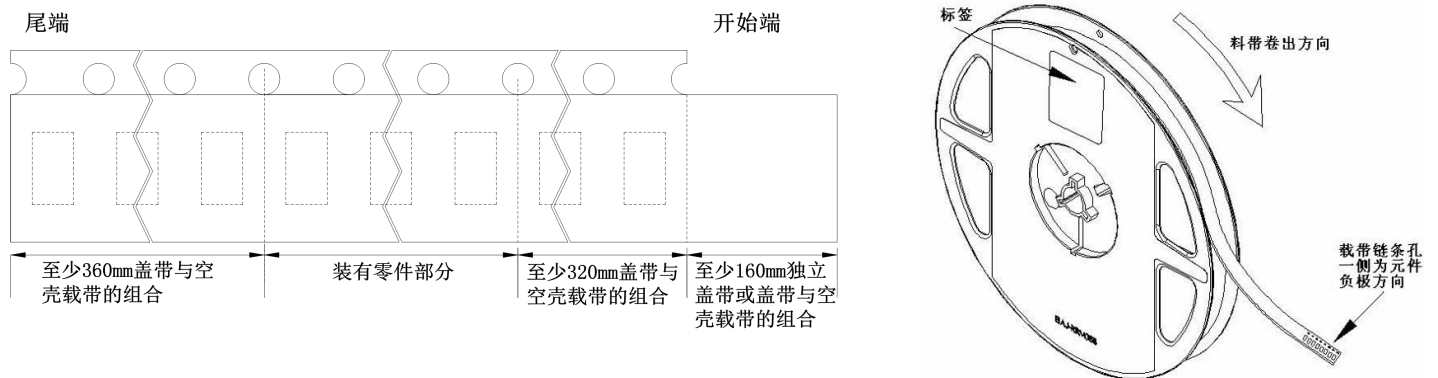 尾端
开始端
至少360mm盖带与空
壳载带的组合
装有零件部分
至少320mm盖带与
空壳载带的组合
至少160mm独立
盖带或盖带与空
壳载带的组合
标签
料带卷出方向
载带链条孔
一侧为元件
负极方向